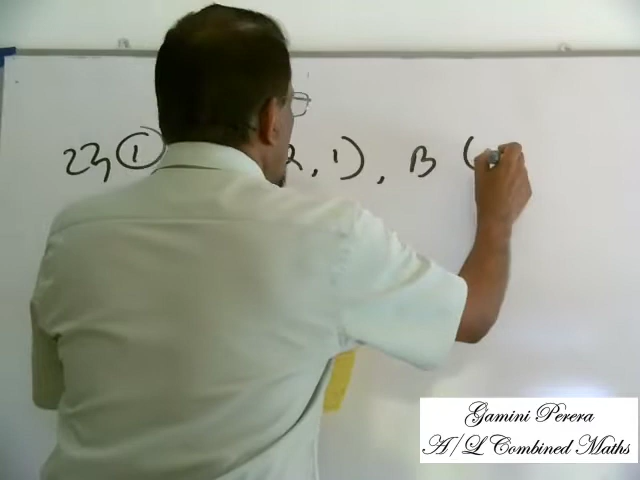 23) ① 2, 1), B (
Gamini Perera
A/L Combined Maths